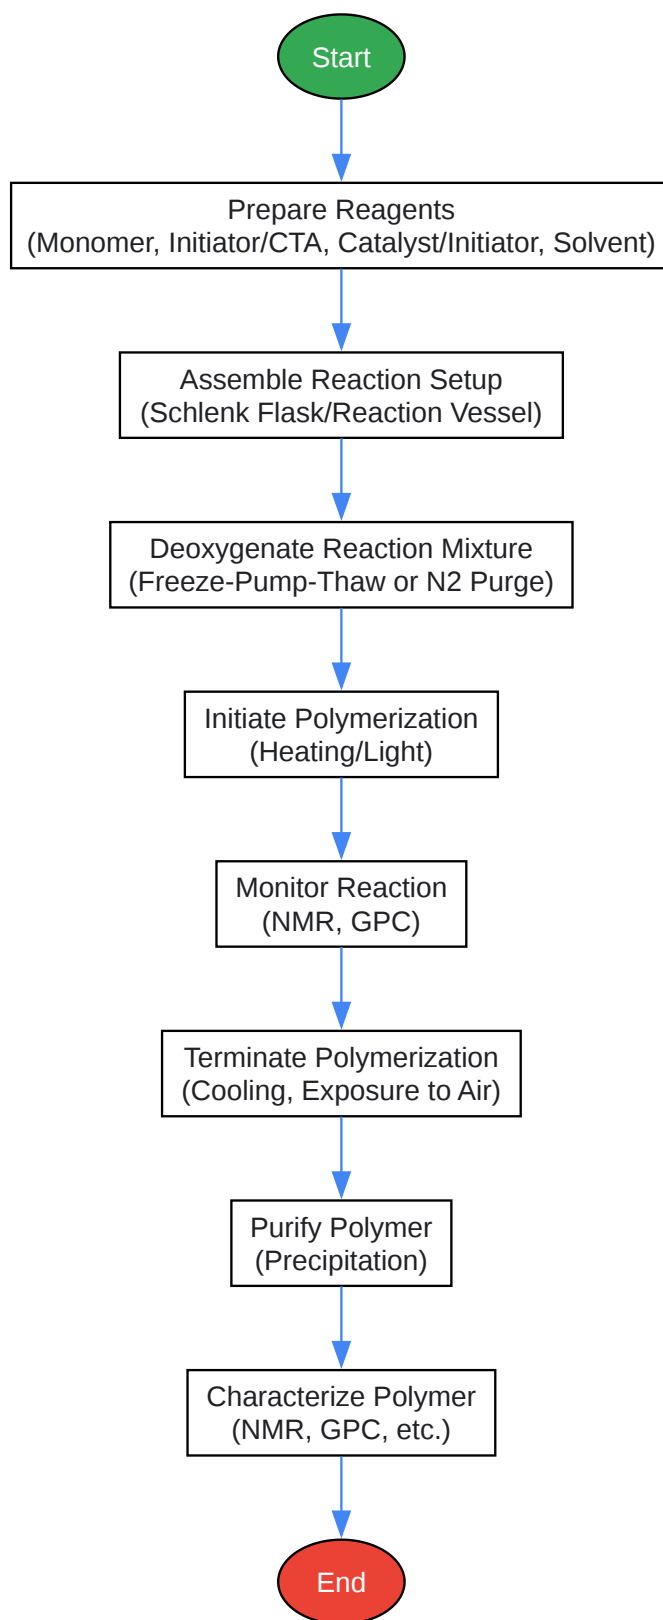 Start
Prepare Reagents
(Monomer, Initiator/CTA, Catalyst/Initiator, Solvent)
Assemble Reaction Setup
(Schlenk Flask/Reaction Vessel)
Deoxygenate Reaction Mixture
(Freeze-Pump-Thaw or N2 Purge)
Initiate Polymerization
(Heating/Light)
Monitor Reaction
(NMR, GPC)
Terminate Polymerization
(Cooling, Exposure to Air)
Purify Polymer
(Precipitation)
Characterize Polymer
(NMR, GPC, etc.)
End